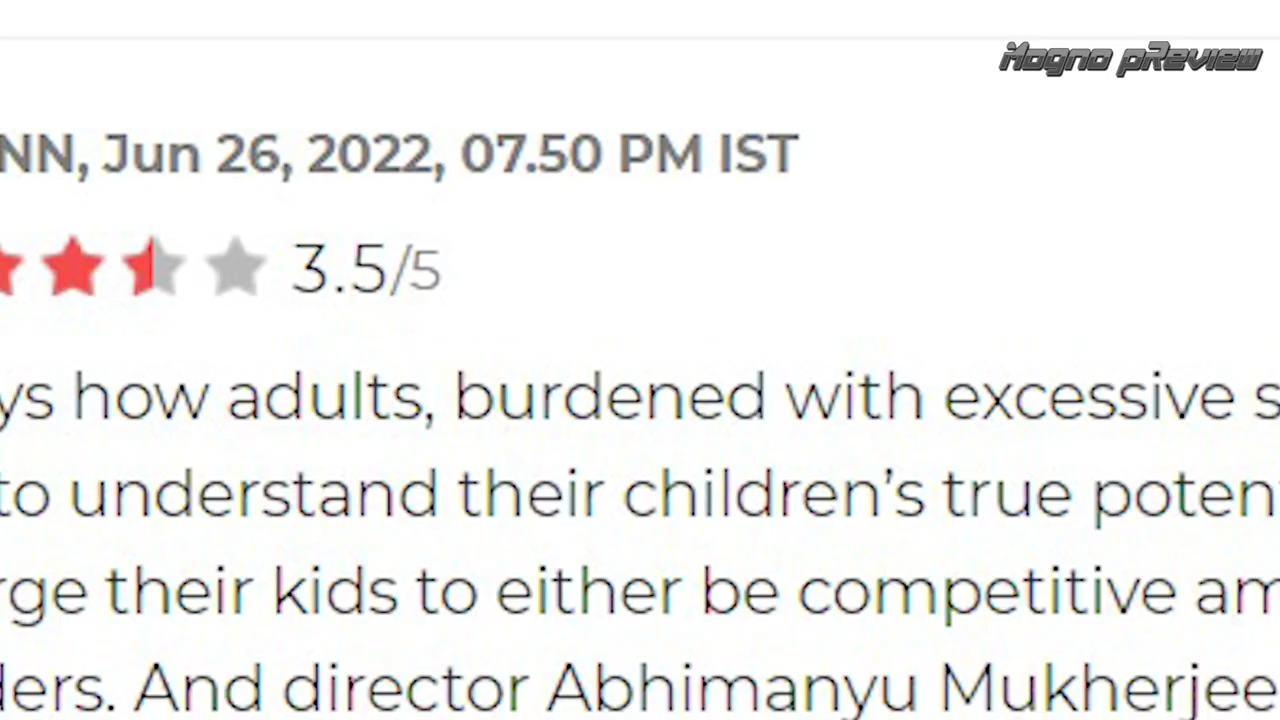 Mogno pReview
NN, Jun 26, 2022, 07.50 PM IST
3.5/5
ys how adults, burdened with excessive s
to understand their children’s true poten
rge their kids to either be competitive am
ders. And director Abhimanyu Mukherjee